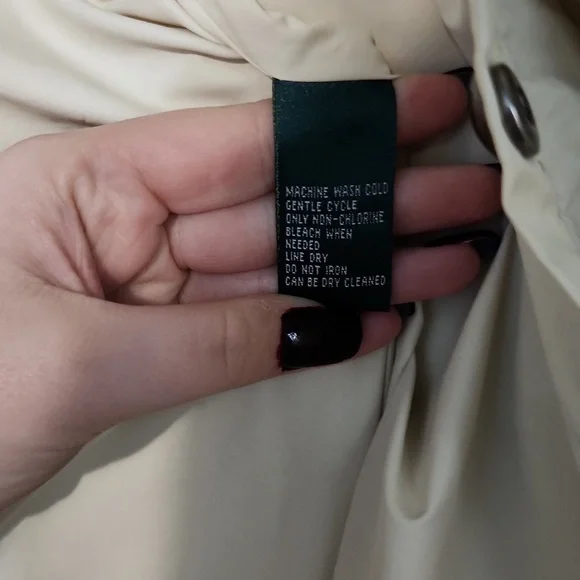 MACHINE WASH COLD
GENTLE CYCLE
ONLY NON-CHLORINE
BLEACH WHEN
NEEDED
LINE DRY
DO NOT IRON
CAN BE DRY CLEANED